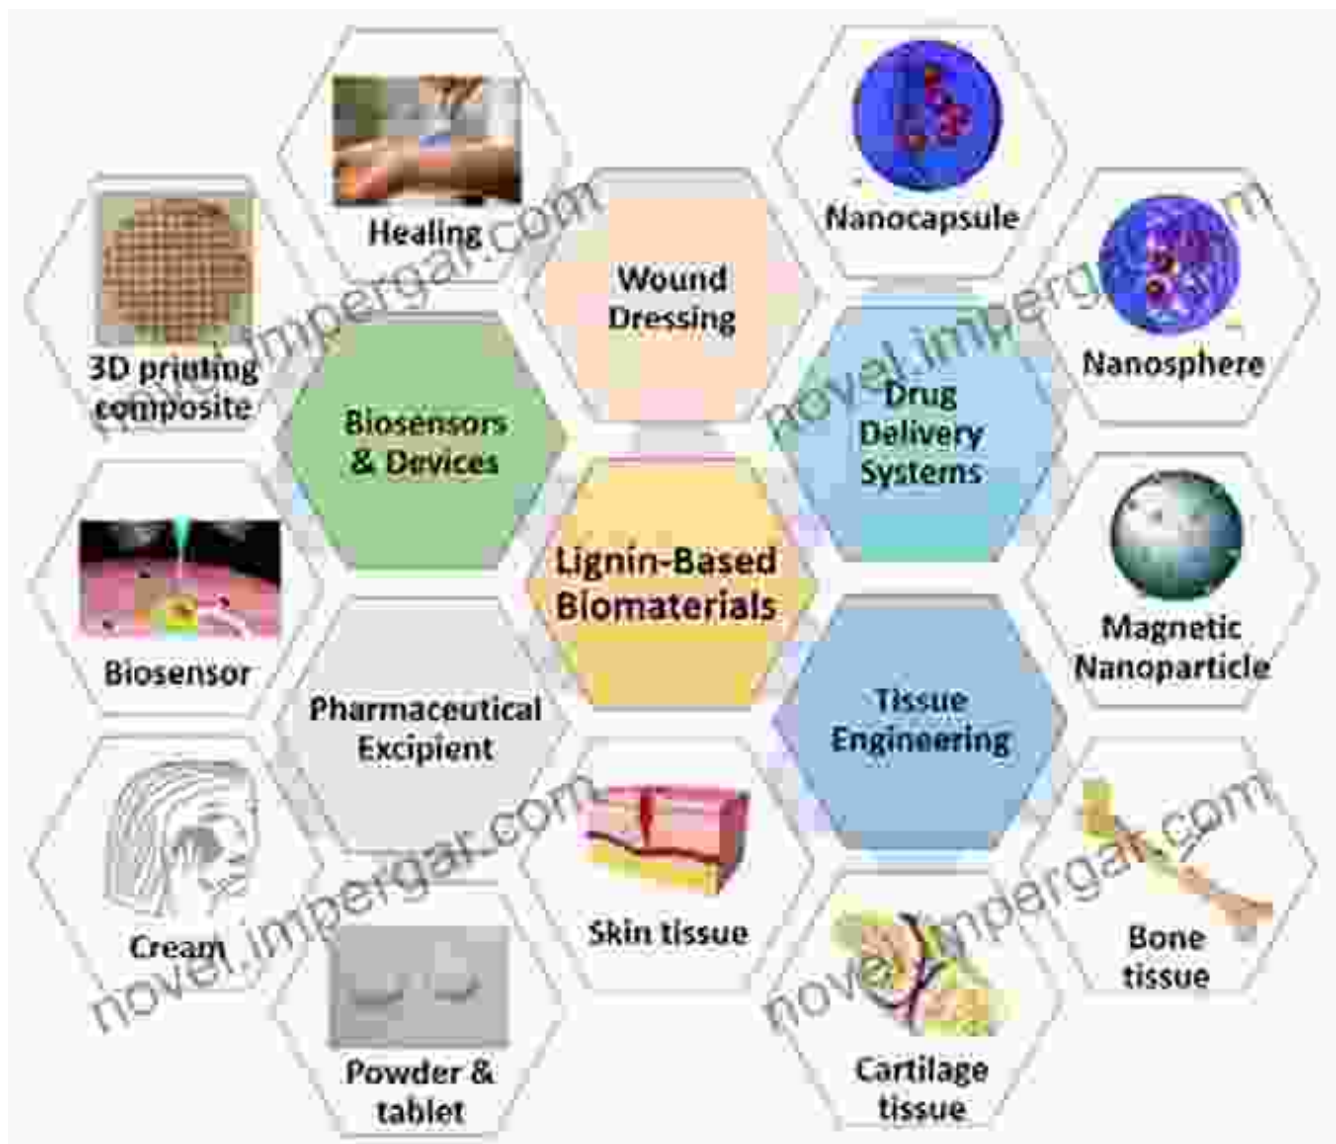 Healing
Nanocapsule
Wound
Dressing
Nanosphere
3D printing
composite
Biosensors
& Devices
Drug
Delivery
Systems
Lignin-Based
Biomaterials
Biosensor
Magnetic
Nanoparticle
Pharmaceutical
Excipient
Tissue
Engineering
Cream
Skin tissue
Bone
tissue
Powder &
tablet
Cartilage
tissue
novel.impergar.com
novel.impergar.com
novel.impergar.com
novel.impergar.com